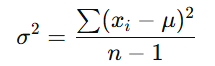 σ² = ∑(xᵢ − μ)² / n − 1